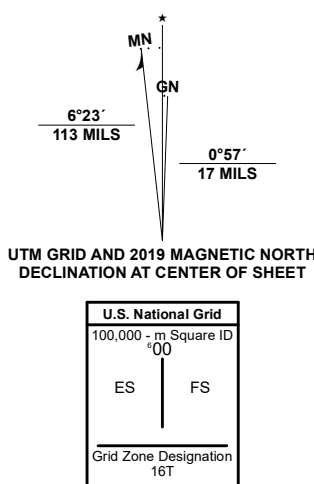 ★
MN
GN
6°23´
113 MILS
0°57´
17 MILS
UTM GRID AND 2019 MAGNETIC NORTH
DECLINATION AT CENTER OF SHEET
U.S. National Grid
100,000 - m Square ID
⁶00
ES FS
Grid Zone Designation
16T